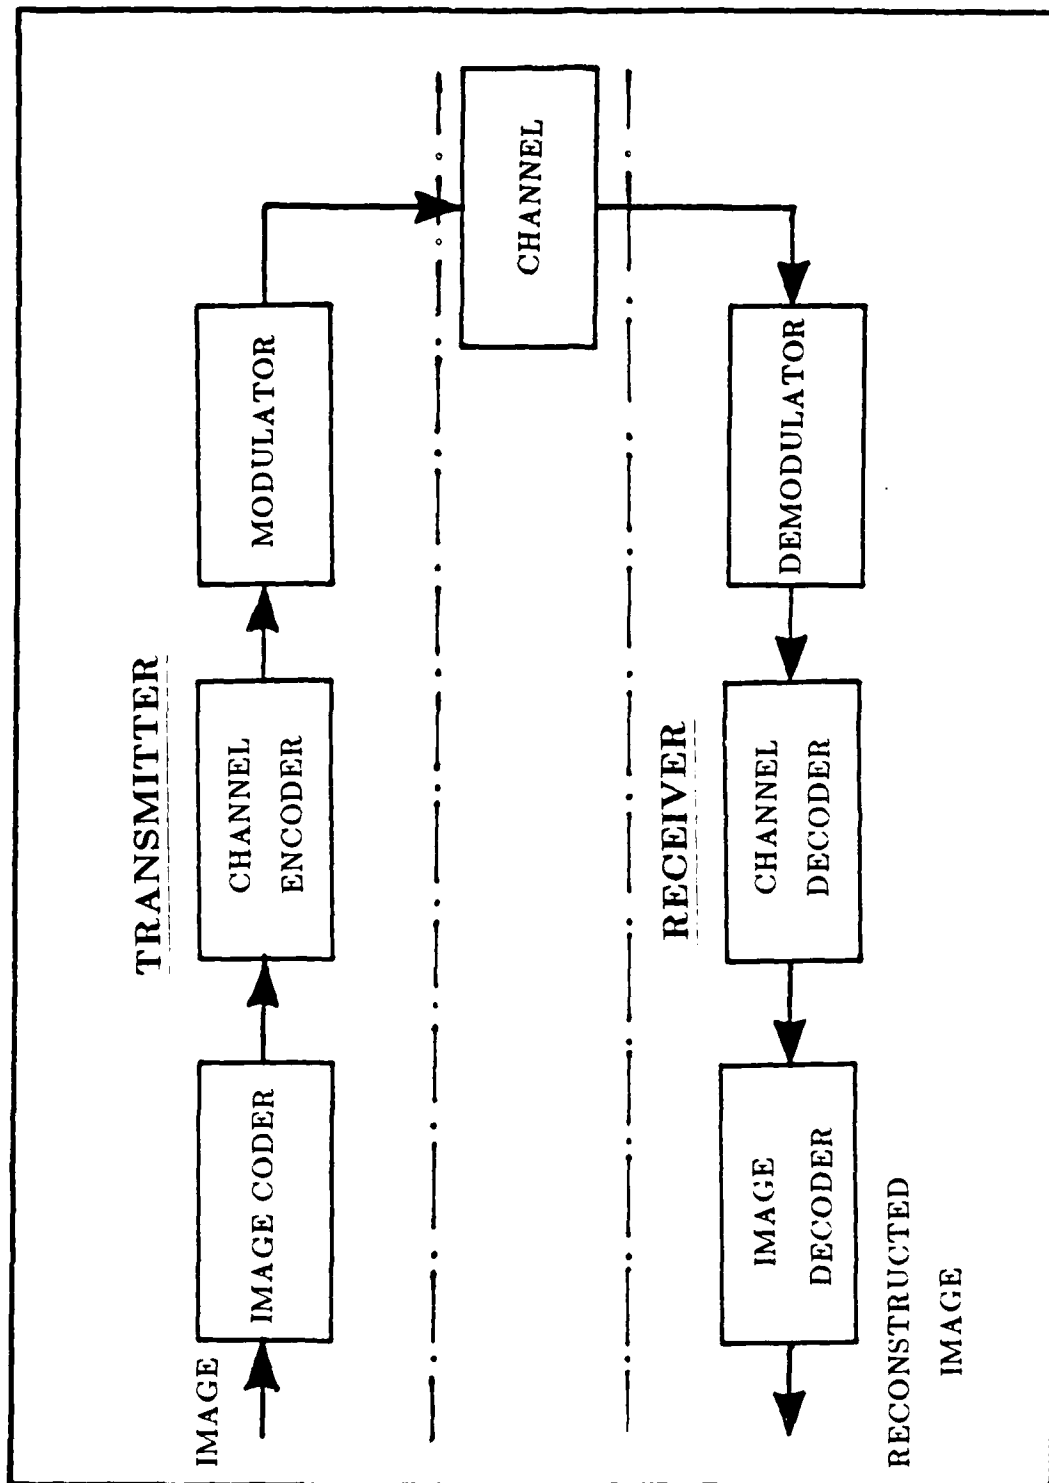 TRANSMITTER
IMAGE
IMAGE CODER
CHANNEL
ENCODER
MODULATOR
CHANNEL
RECEIVER
DEMODULATOR
CHANNEL
DECODER
IMAGE
DECODER
RECONSTRUCTED
IMAGE